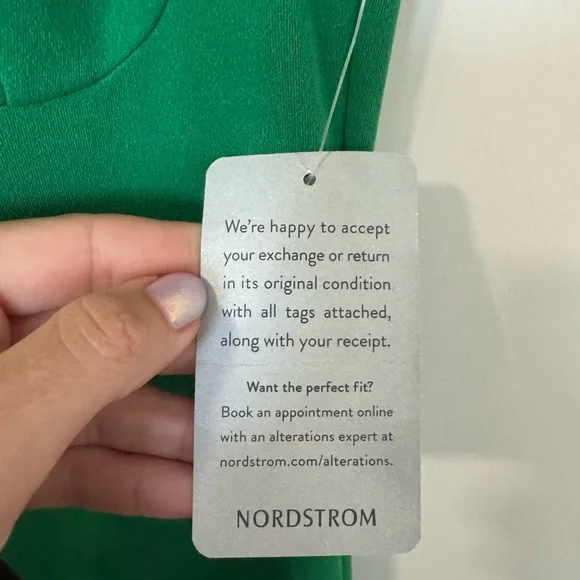 We're happy to accept
your exchange or return
in its original condition
with all tags attached,
along with your receipt.
Want the perfect fit?
Book an appointment online
with an alterations expert at
nordstrom.com/alterations.
NORDSTROM